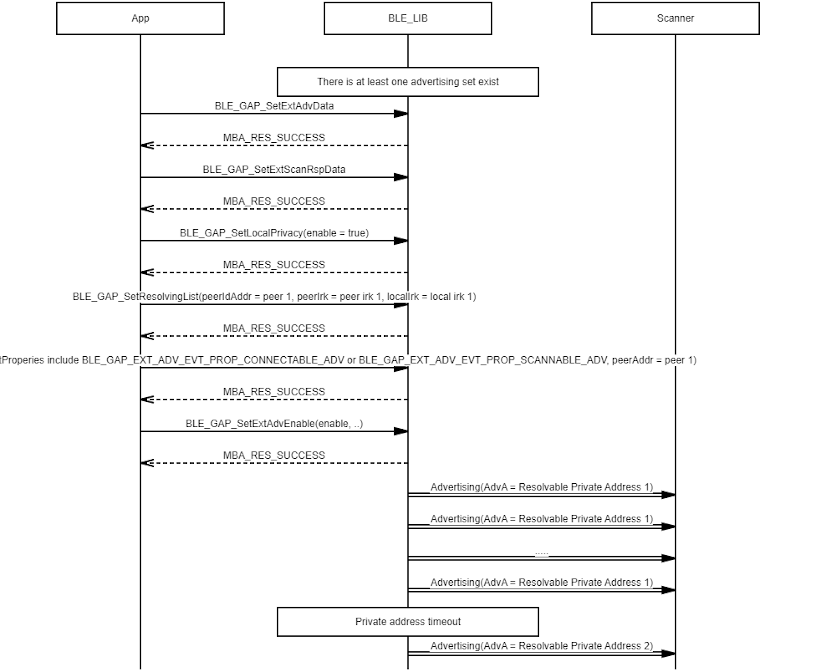 App
BLE_LIB
Scanner
There is at least one advertising set exist
BLE_GAP_SetExtAdvData
MBA_RES_SUCCESS
BLE_GAP_SetExtScanRspData
MBA_RES_SUCCESS
BLE_GAP_SetLocalPrivacy(enable = true)
MBA_RES_SUCCESS
BLE_GAP_SetResolvingList(peerIdAddr = peer 1, peerIrk = peer irk 1, localIrk = local irk 1)
MBA_RES_SUCCESS
tProperies include BLE_GAP_EXT_ADV_EVT_PROP_CONNECTABLE_ADV or BLE_GAP_EXT_ADV_EVT_PROP_SCANNABLE_ADV, peerAddr = peer 1)
MBA_RES_SUCCESS
BLE_GAP_SetExtAdvEnable(enable, ..)
MBA_RES_SUCCESS
Advertising(AdvA = Resolvable Private Address 1)
Advertising(AdvA = Resolvable Private Address 1)
.....
Advertising(AdvA = Resolvable Private Address 1)
Private address timeout
Advertising(AdvA = Resolvable Private Address 2)